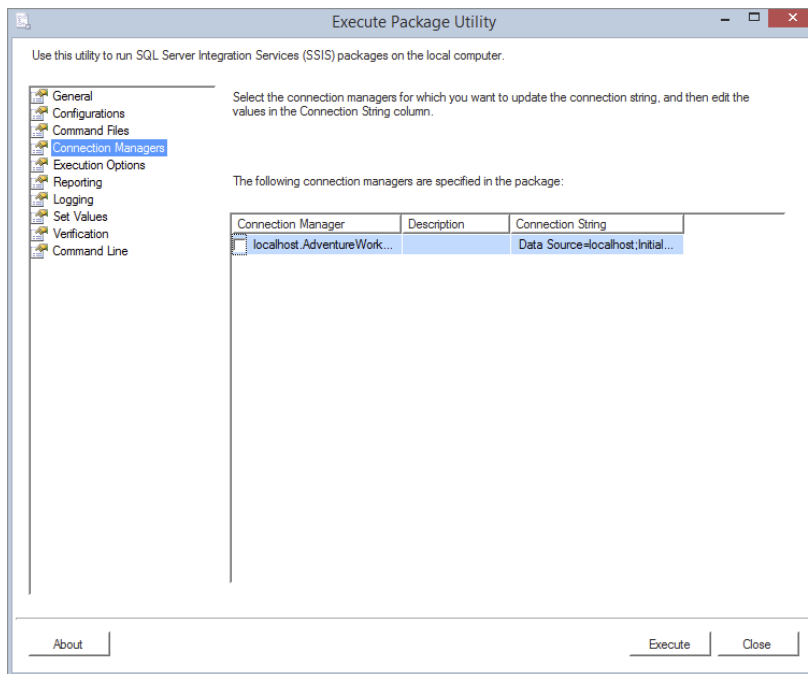 Execute Package Utility
Use this utility to run SQL Server Integration Services (SSIS) packages on the local computer.
General
Configurations
Command Files
Connection Managers
Execution Options
Reporting
Logging
Set Values
Verification
Command Line
Select the connection managers for which you want to update the connection string, and then edit the
values in the Connection String column.
The following connection managers are specified in the package:
Connection Manager Description Connection String
localhost.AdventureWork... Data Source=localhost;Initial...
About Execute Close